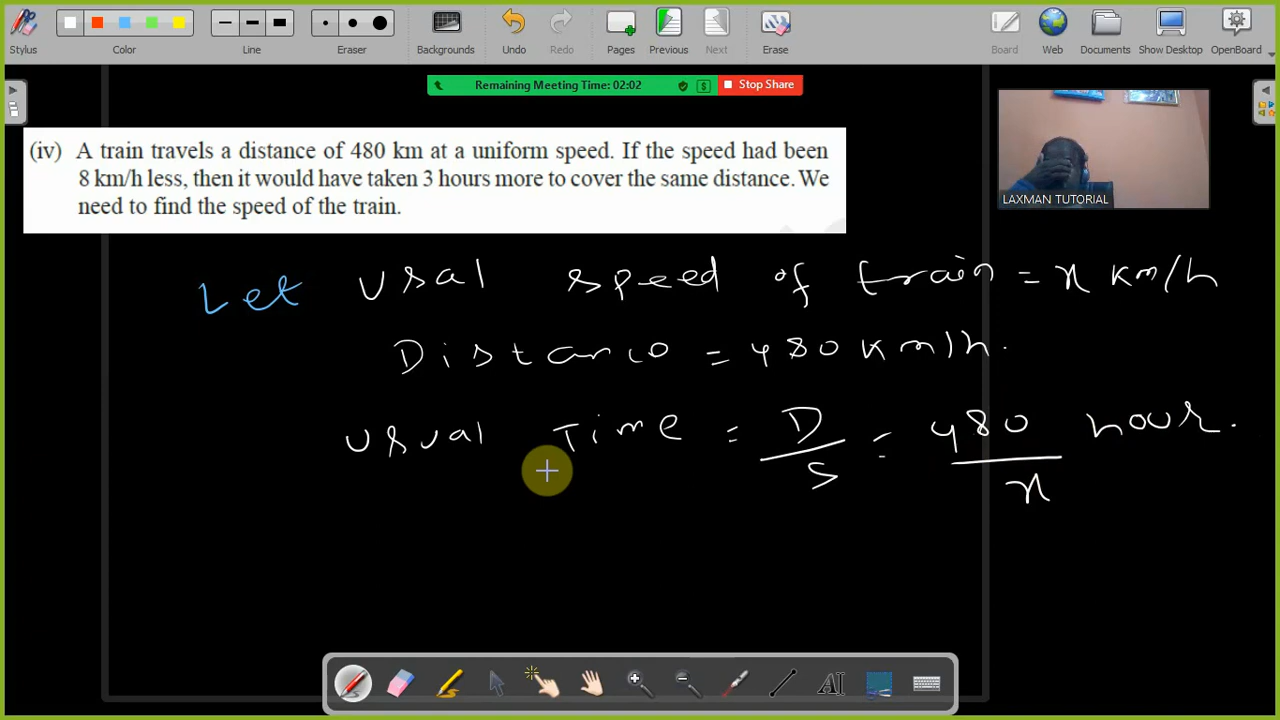 Stylus
Color
Line
Eraser
Backgrounds
Undo
Redo
Pages
Previous
Next
Erase
Board
Web
Documents
Show Desktop
OpenBoard
Remaining Meeting Time: 02:02
Stop Share
LAXMAN TUTORIAL
(iv) A train travels a distance of 480 km at a uniform speed. If the speed had been
8 km/h less, then it would have taken 3 hours more to cover the same distance. We
need to find the speed of the train.
Let Usal speed of train = x km/h
Distance = 480 km/h.
Usual Time = D/S = 480/x hour.
AI